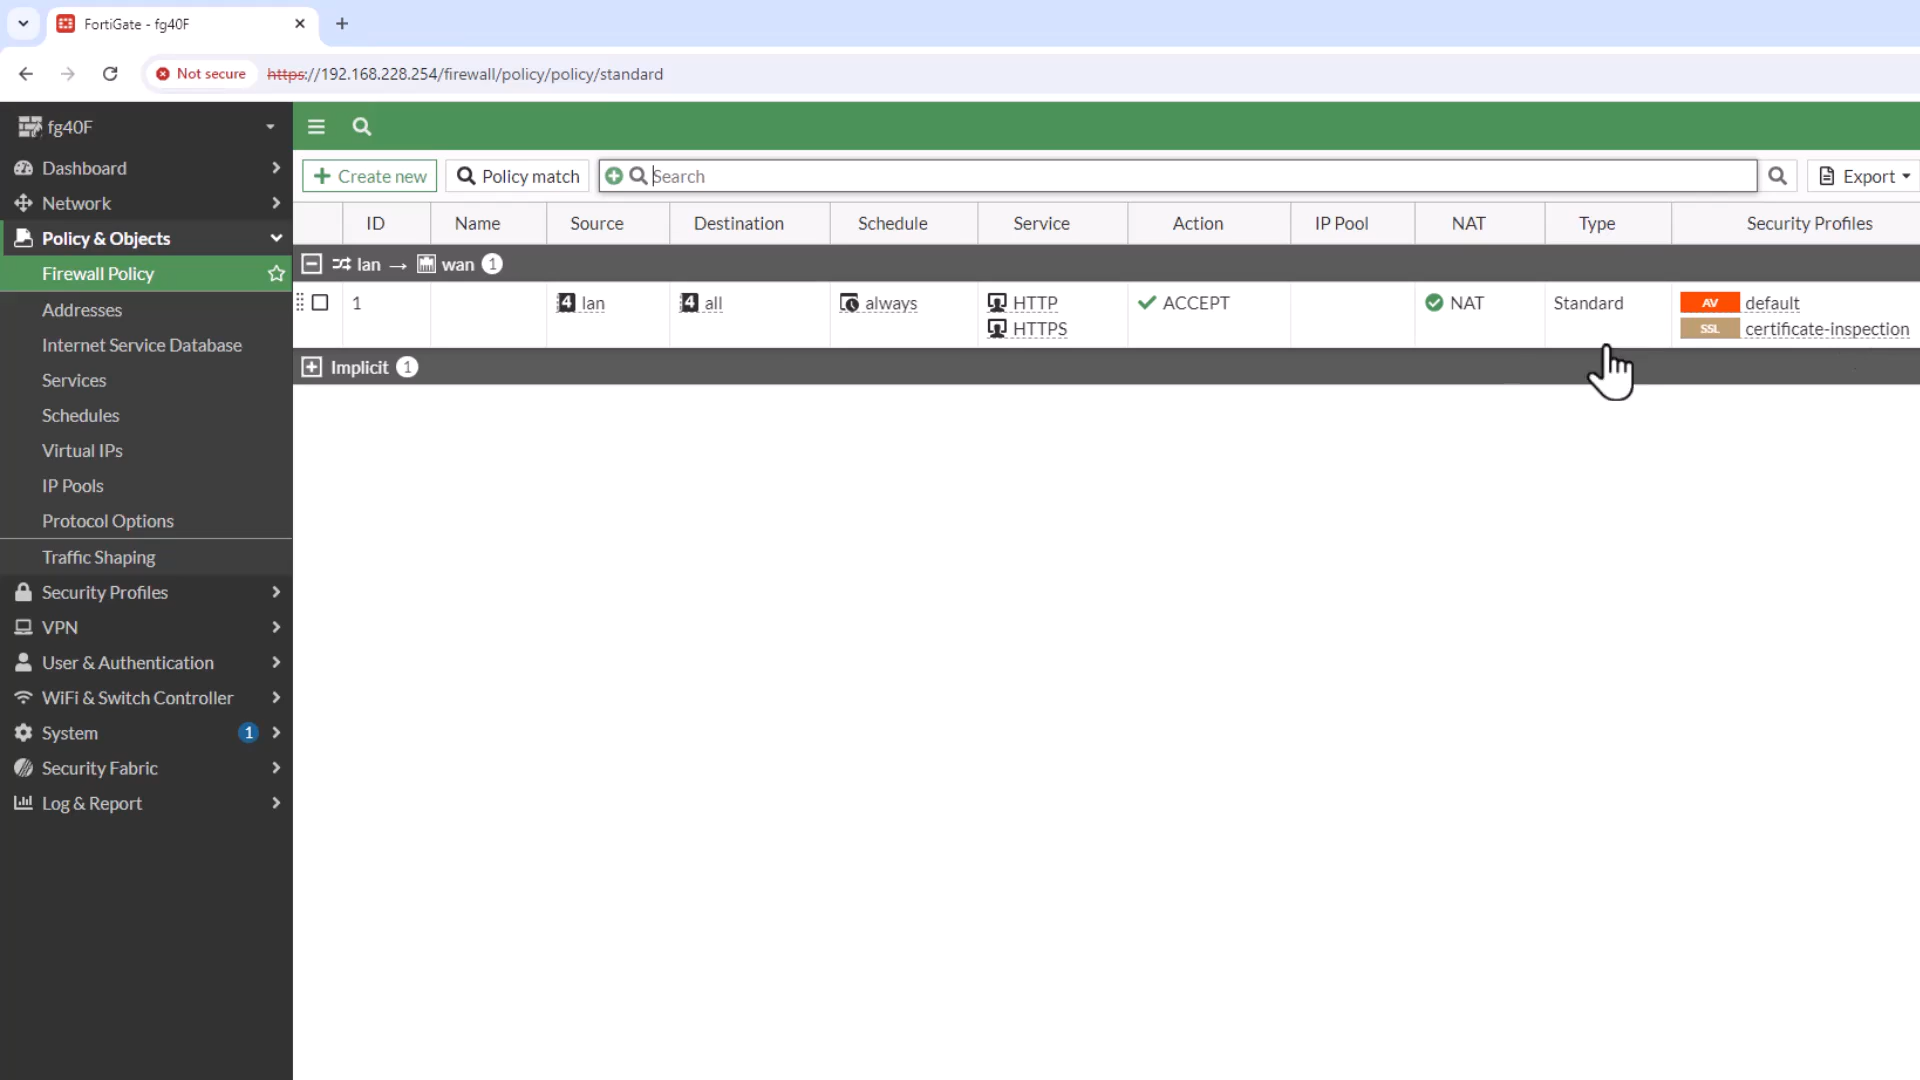 FortiGate - fg40F
Not secure https://192.168.228.254/firewall/policy/policy/standard
fg40F
Dashboard
Network
Policy & Objects
Firewall Policy
Addresses
Internet Service Database
Services
Schedules
Virtual IPs
IP Pools
Protocol Options
Traffic Shaping
Security Profiles
VPN
User & Authentication
WiFi & Switch Controller
System 1
Security Fabric
Log & Report
Create new Policy match Search Export
ID Name Source Destination Schedule Service Action IP Pool NAT Type Security Profiles
lan → wan 1
1 4 lan 4 all always HTTP ACCEPT NAT Standard AV default
HTTPS SSL certificate-inspection
Implicit 1